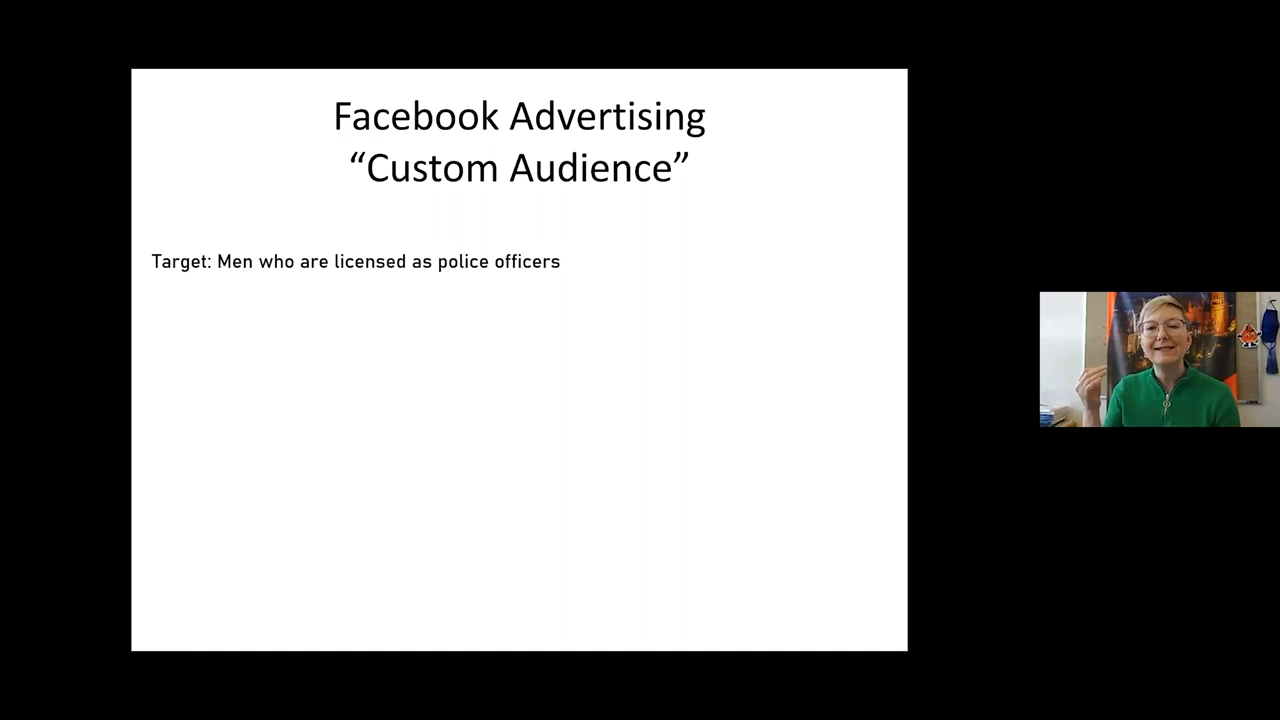 Facebook Advertising
“Custom Audience”
Target: Men who are licensed as police officers